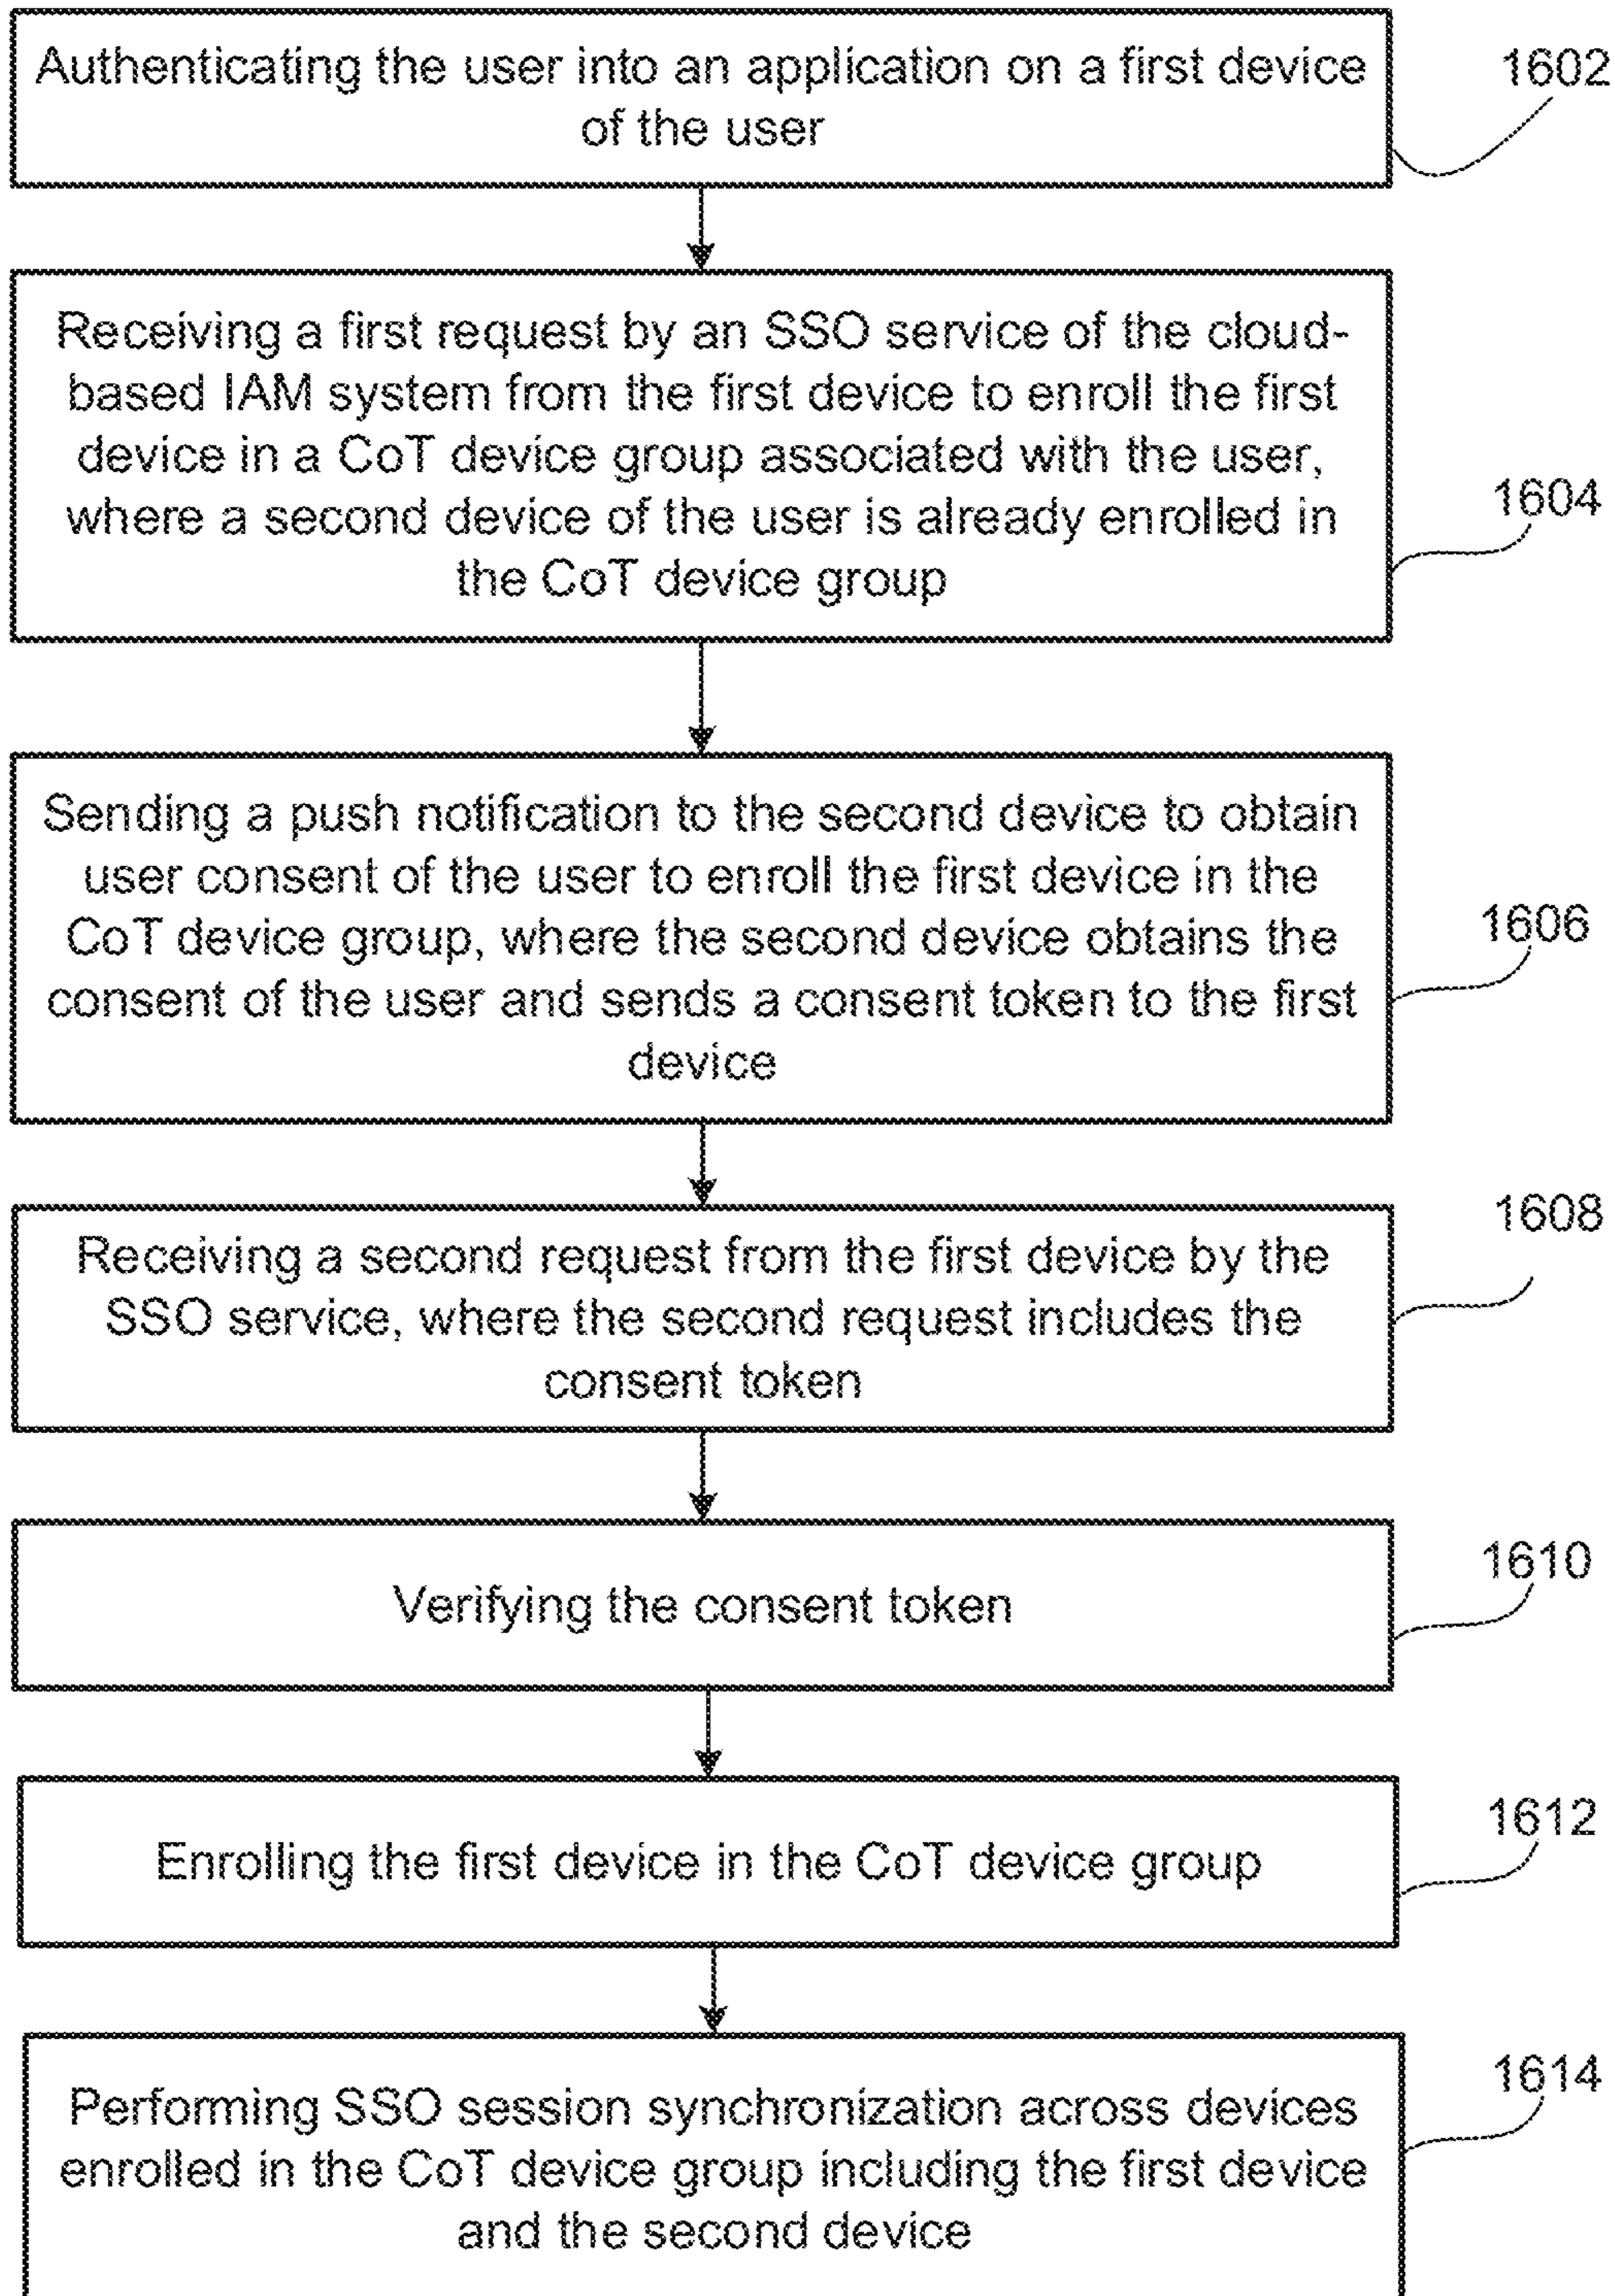 Authenticating the user into an application on a first device
of the user
1602
Receiving a first request by an SSO service of the cloud-
based IAM system from the first device to enroll the first
device in a CoT device group associated with the user,
where a second device of the user is already enrolled in
the CoT device group
1604
Sending a push notification to the second device to obtain
user consent of the user to enroll the first device in the
CoT device group, where the second device obtains the
consent of the user and sends a consent token to the first
device
1606
Receiving a second request from the first device by the
SSO service, where the second request includes the
consent token
1608
Verifying the consent token
1610
Enrolling the first device in the CoT device group
1612
Performing SSO session synchronization across devices
enrolled in the CoT device group including the first device
and the second device
1614